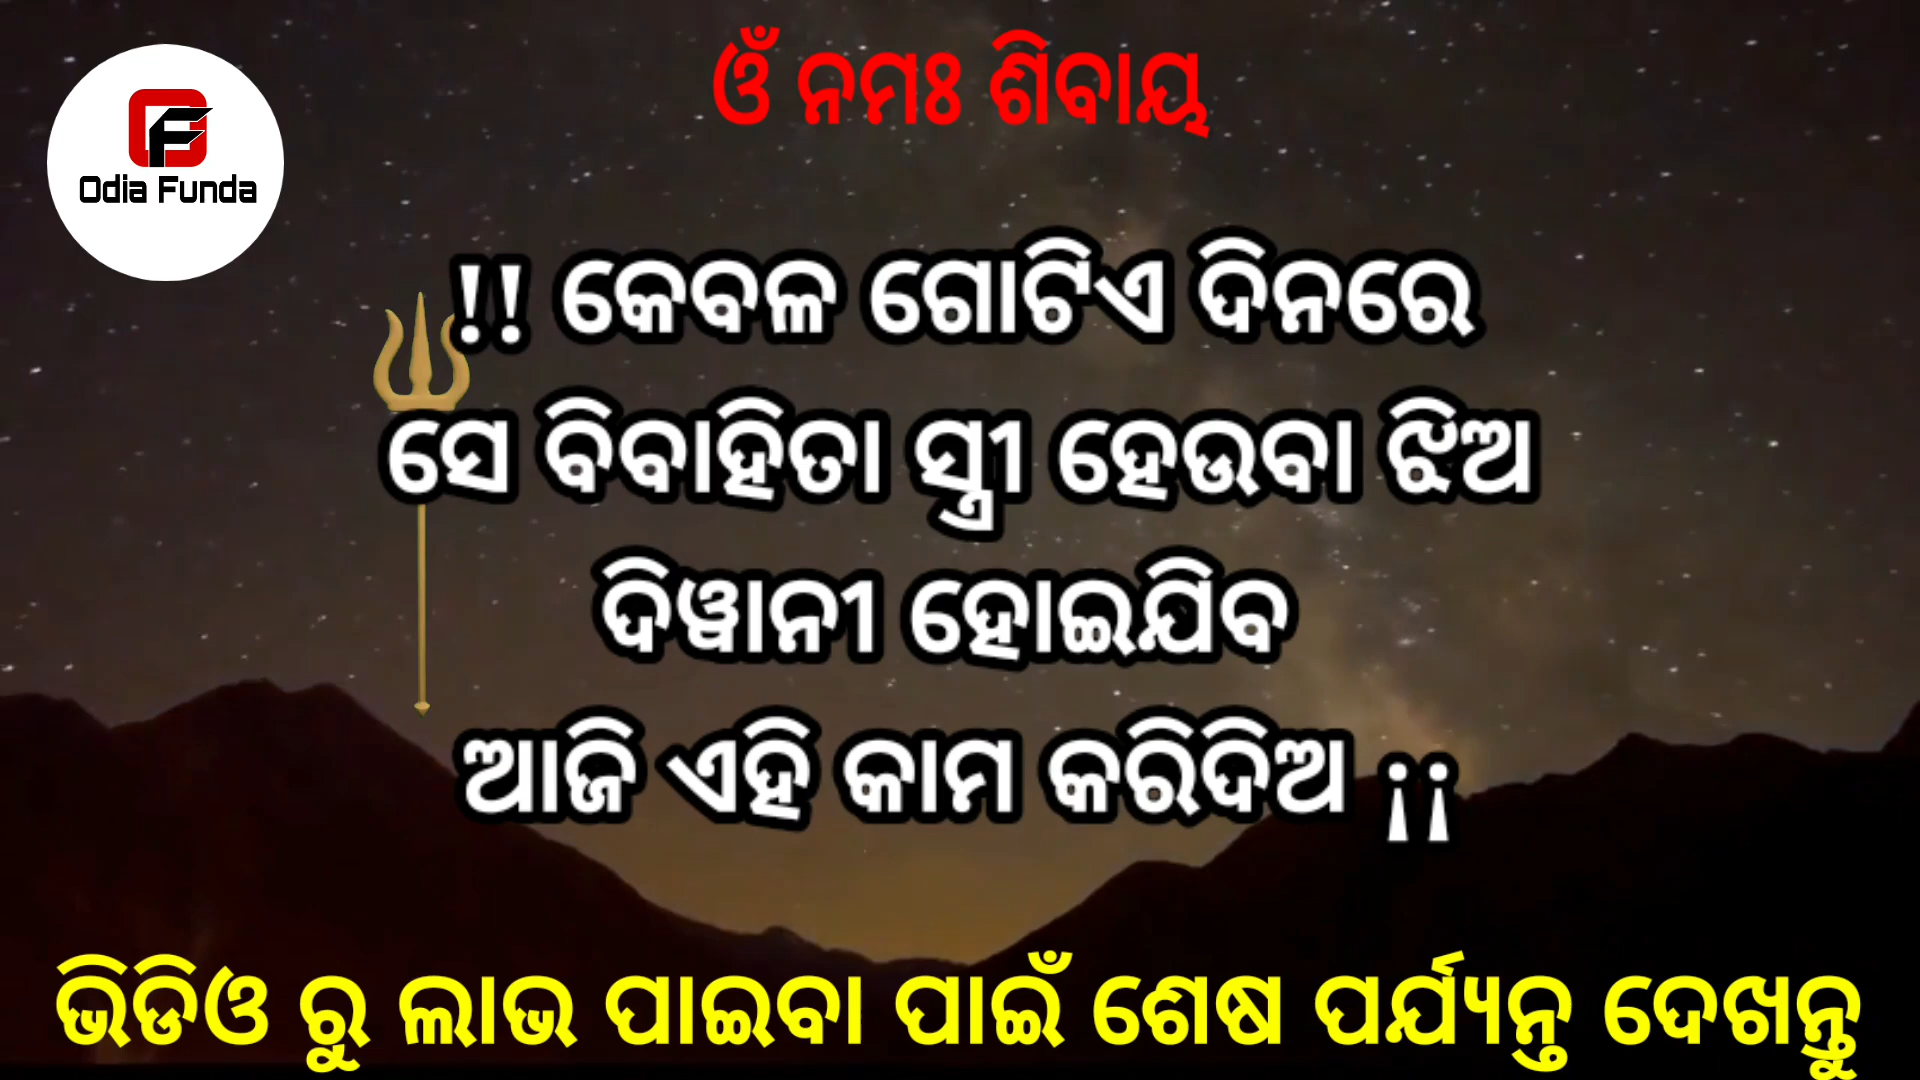 ଓଁ ନମଃ ଶିବାୟ
Odia Funda
!! କେବଳ ଗୋଟିଏ ଦିନରେ
ସେ ବିବାହିତା ସ୍ତ୍ରୀ ହେଉବା ଝିଅ
ଦିୱାନୀ ହୋଇଯିବ
ଆଜି ଏହି କାମ କରିଦିଅ ¡¡
ଭିଡିଓ ରୁ ଲାଭ ପାଇବା ପାଇଁ ଶେଷ ପର୍ଯ୍ୟନ୍ତ ଦେଖନ୍ତୁ